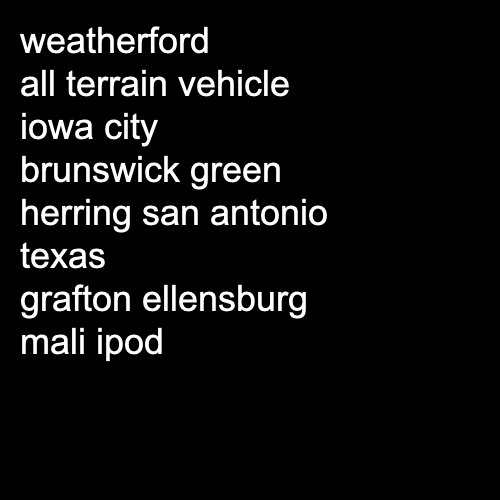 weatherford
all terrain vehicle
iowa city
brunswick green
herring san antonio
texas
grafton ellensburg
mali ipod